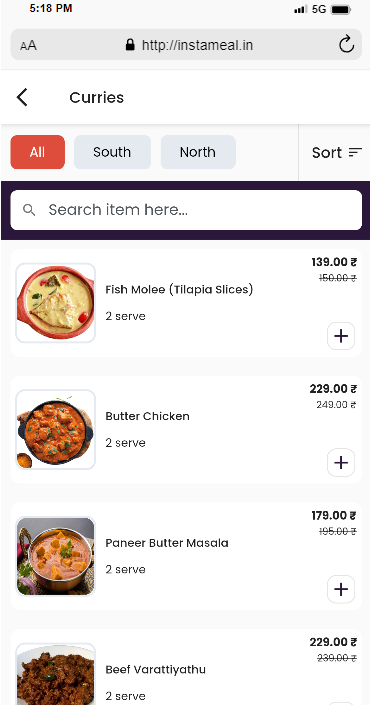 5:18 PM
5G
AA
http://instameal.in
Curries
All
South
North
Sort
Search item here...
139.00 ₹
150.00 ₹
Fish Molee (Tilapia Slices)
2 serve
229.00 ₹
249.00 ₹
Butter Chicken
2 serve
179.00 ₹
195.00 ₹
Paneer Butter Masala
2 serve
229.00 ₹
239.00 ₹
Beef Varattiyathu
2 serve